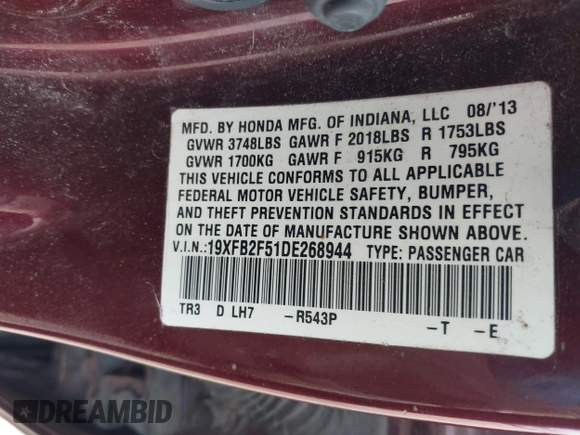 MFD. BY HONDA MFG. OF INDIANA, LLC 08/'13
GVWR 3748LBS GAWR F 2018LBS R 1753LBS
GVWR 1700KG GAWR F 915KG R 795KG
THIS VEHICLE CONFORMS TO ALL APPLICABLE
FEDERAL MOTOR VEHICLE SAFETY, BUMPER,
AND THEFT PREVENTION STANDARDS IN EFFECT
ON THE DATE OF MANUFACTURE SHOWN ABOVE.
V.I.N.:19XFB2F51DE268944 TYPE: PASSENGER CAR
TR3 D LH7 –R543P –T –E
DREAMBID